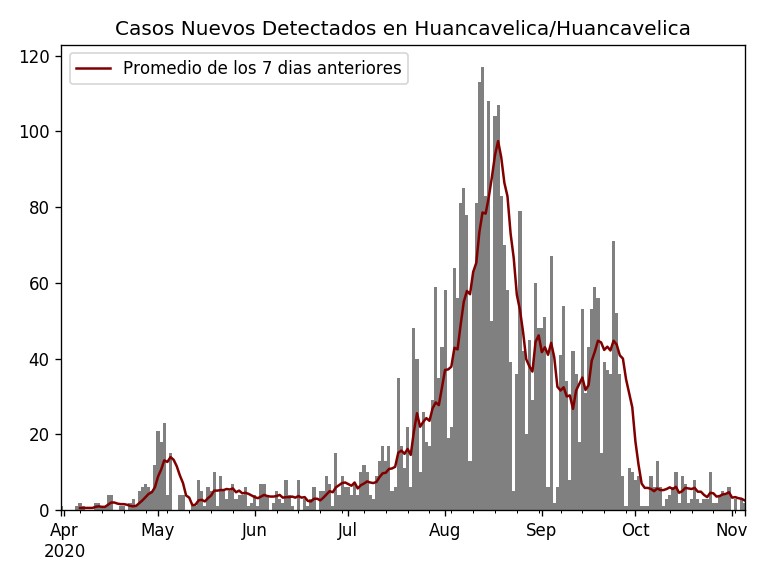 Casos Nuevos Detectados en Huancavelica/Huancavelica
Promedio de los 7 dias anteriores
120
100
80
60
40
20
0
Apr May Jun Jul Aug Sep Oct Nov
2020